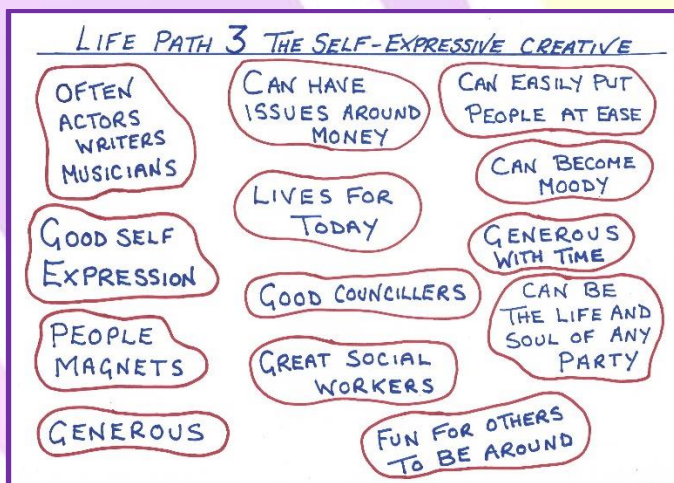 LIFE PATH 3 THE SELF-EXPRESSIVE CREATIVE
OFTEN
ACTORS
WRITERS
MUSICIANS
GOOD SELF
EXPRESSION
PEOPLE
MAGNETS
GENEROUS
CAN HAVE
ISSUES AROUND
MONEY
LIVES FOR
TODAY
GOOD COUNCILLERS
GREAT SOCIAL
WORKERS
CAN EASILY PUT
PEOPLE AT EASE
CAN BECOME
MOODY
GENEROUS
WITH TIME
CAN BE
THE LIFE AND
SOUL OF ANY
PARTY
FUN FOR OTHERS
TO BE AROUND